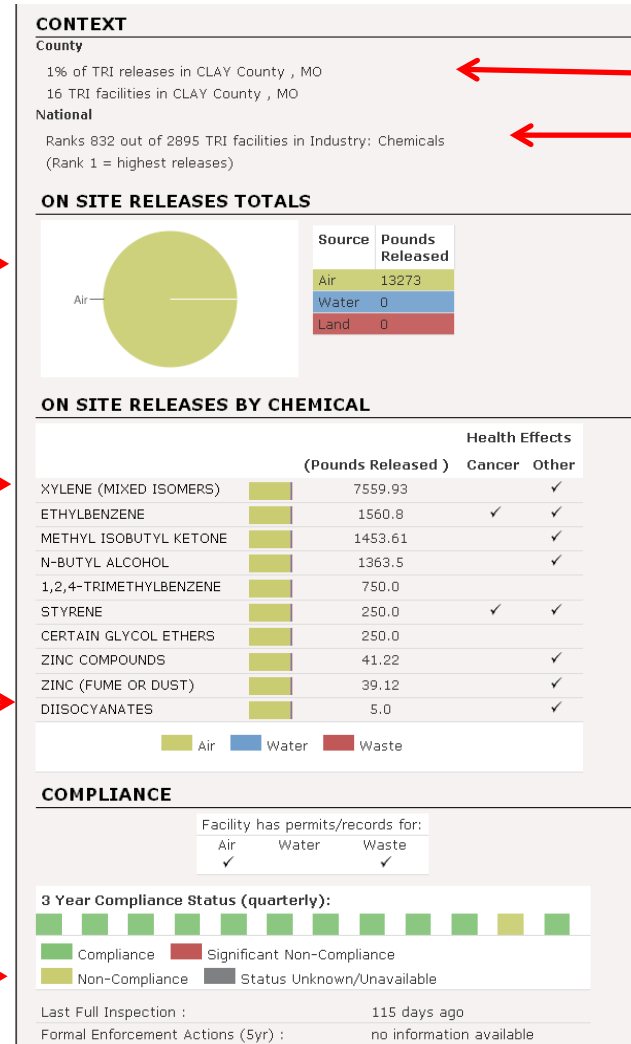 CONTEXT
County
1% of TRI releases in CLAY County , MO
16 TRI facilities in CLAY County , MO
National
Ranks 832 out of 2895 TRI facilities in Industry: Chemicals
(Rank 1 = highest releases)
ON SITE RELEASES TOTALS
Air
Source Pounds Released
Air 13273
Water 0
Land 0
ON SITE RELEASES BY CHEMICAL
Health Effects
(Pounds Released ) Cancer Other
XYLENE (MIXED ISOMERS) 7559.93 ✓
ETHYLBENZENE 1560.8 ✓ ✓
METHYL ISOBUTYL KETONE 1453.61 ✓
N-BUTYL ALCOHOL 1363.5 ✓
1,2,4-TRIMETHYLBENZENE 750.0
STYRENE 250.0 ✓ ✓
CERTAIN GLYCOL ETHERS 250.0
ZINC COMPOUNDS 41.22 ✓
ZINC (FUME OR DUST) 39.12 ✓
DIISOCYANATES 5.0 ✓
Air Water Waste
COMPLIANCE
Facility has permits/records for:
Air Water Waste
✓ ✓
3 Year Compliance Status (quarterly):
Compliance Significant Non-Compliance
Non-Compliance Status Unknown/Unavailable
Last Full Inspection : 115 days ago
Formal Enforcement Actions (5yr) : no information available